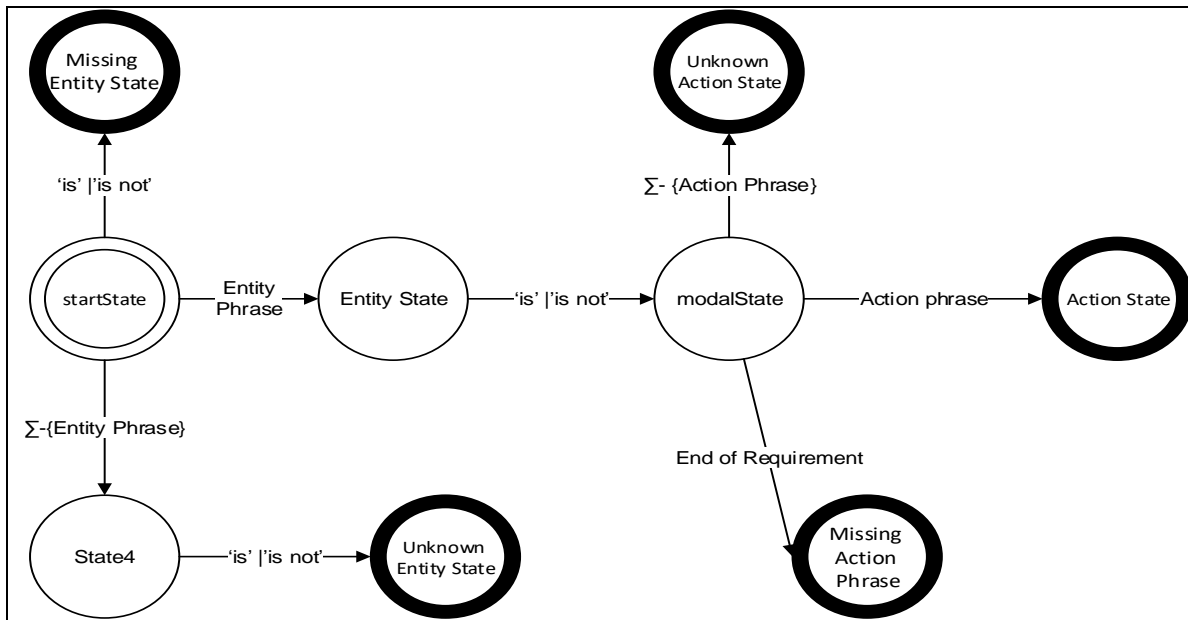 Missing
Entity State
Unknown
Action State
‘is’ |’is not’
∑- {Action Phrase}
startState
Entity
Phrase
Entity State
‘is’ |’is not’
modalState
Action phrase
Action State
∑-{Entity Phrase}
End of Requirement
State4
‘is’ |’is not’
Unknown
Entity State
Missing
Action
Phrase